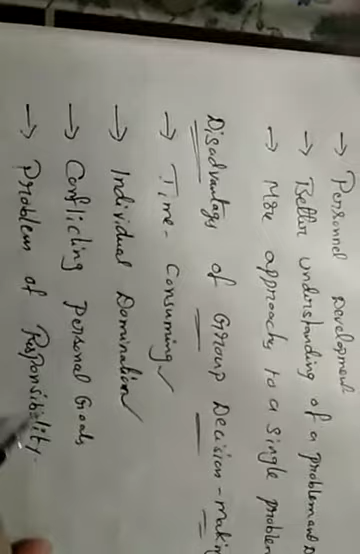 → Personnel Development
→ Better understanding of a problem and
→ More approachs to a single problem
Disadvantages of Group Decision-making
→ Time-Consuming
→ Individual Domination
→ Conflicting Personal Goals
→ Problem of Responsibility.